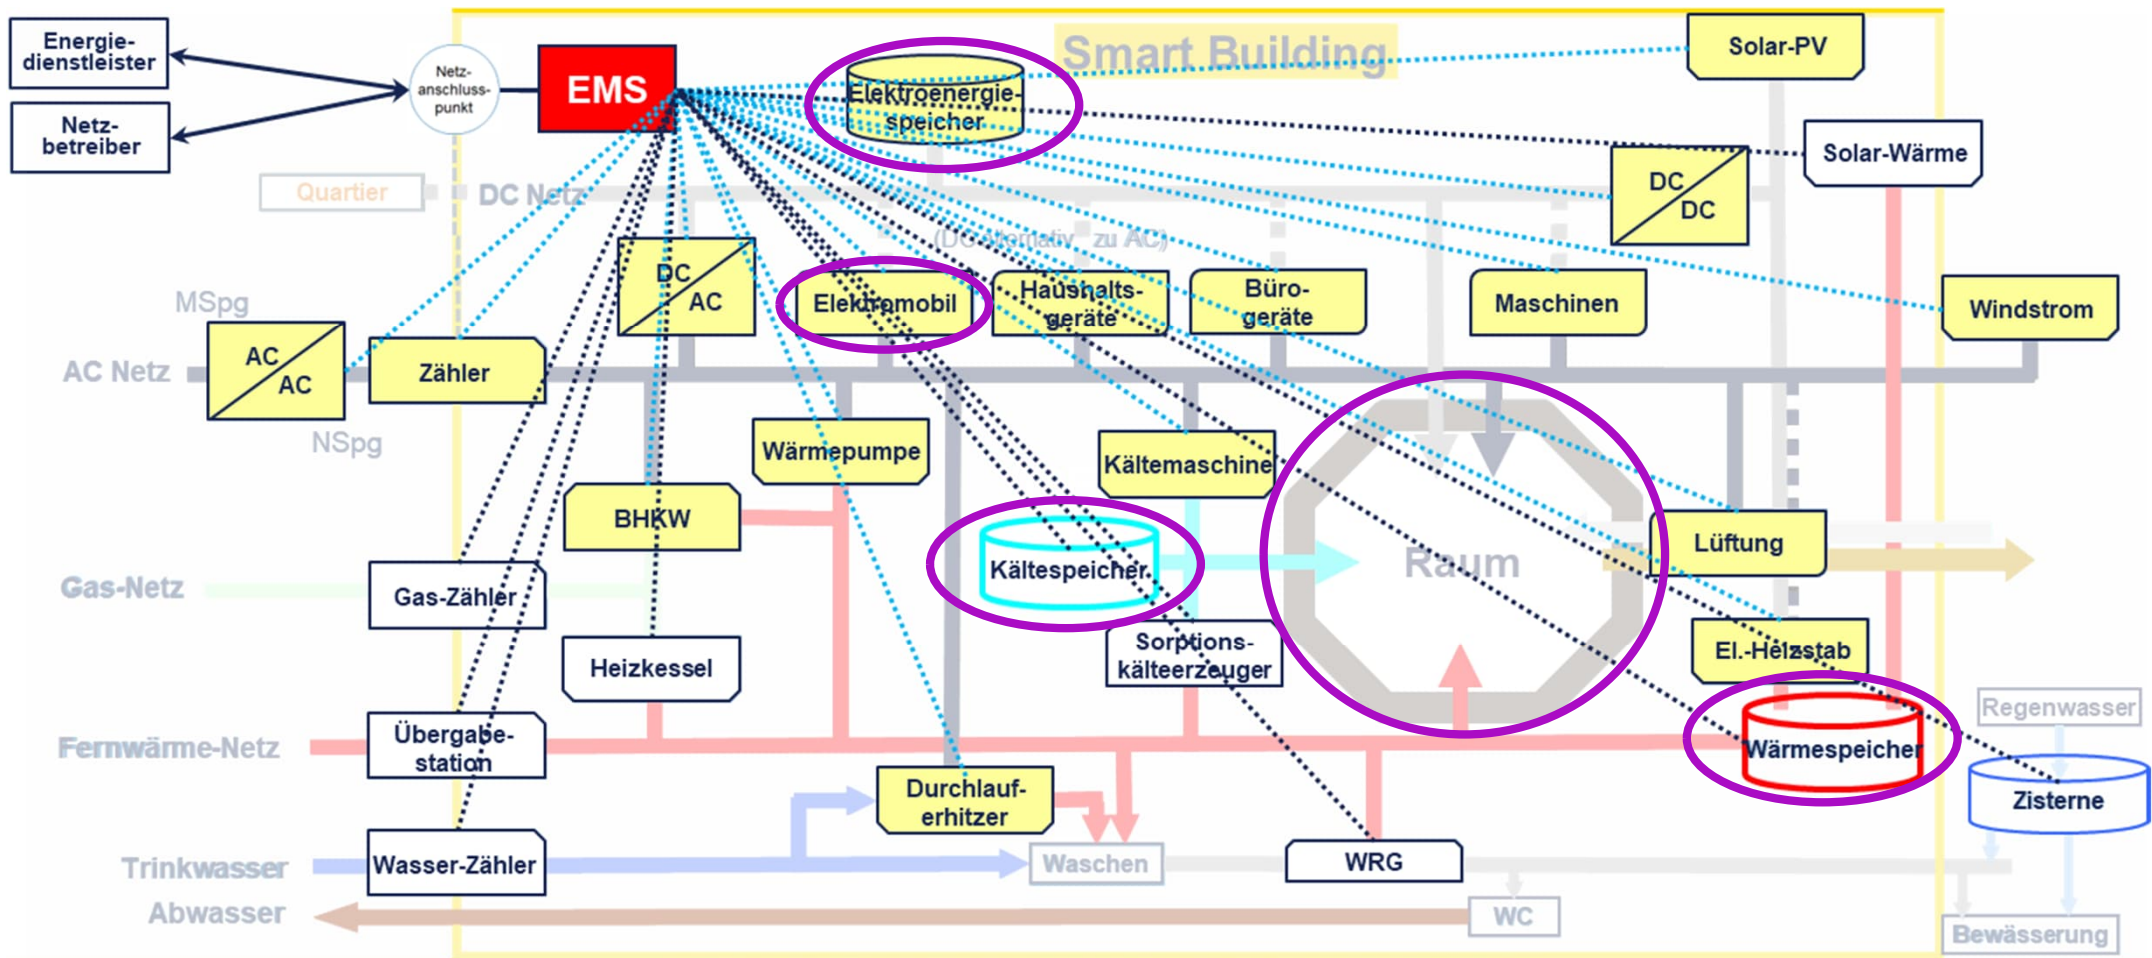 Energie-
dienstleister
Netz-
betreiber
Netz-
anschluss-
punkt
EMS
Elektroenergie-
speicher
Smart Building
Solar-PV
Solar-Wärme
Quartier
DC Netz
DC
DC
(DC alternativ zu AC)
MSpg
DC
AC
Elektromobil
Haushalts-
geräte
Büro-
geräte
Maschinen
Windstrom
AC Netz
AC
AC
Zähler
NSpg
Wärmepumpe
Kältemaschine
BHKW
Kältespeicher
Raum
Lüftung
Gas-Netz
Gas-Zähler
Heizkessel
Sorptions-
kälteerzeuger
El.-Heizstab
Fernwärme-Netz
Übergabe-
station
Wärmespeicher
Regenwasser
Durchlauf-
erhitzer
Zisterne
Trinkwasser
Wasser-Zähler
Waschen
WRG
Abwasser
WC
Bewässerung